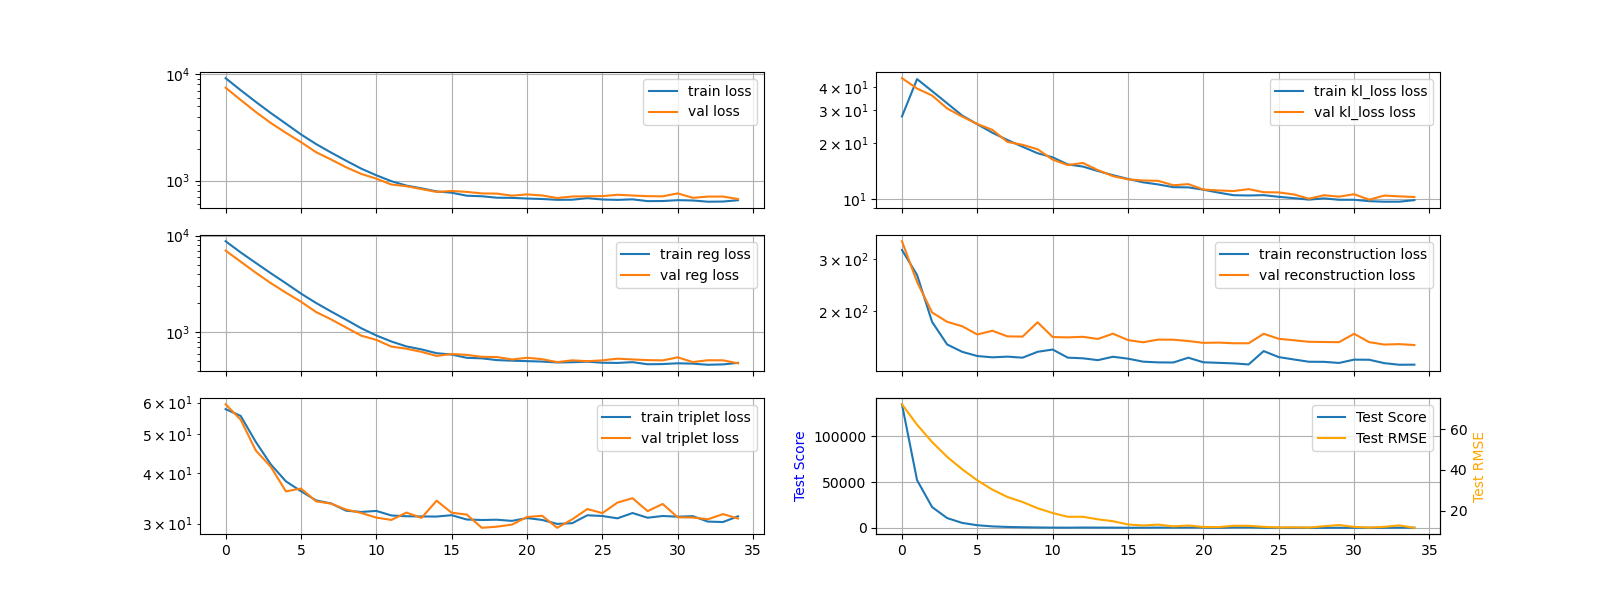 10^4
10^3
train loss
val loss
4 × 10^1
3 × 10^1
2 × 10^1
10^1
train kl_loss loss
val kl_loss loss
10^4
10^3
train reg loss
val reg loss
3 × 10^2
2 × 10^2
train reconstruction loss
val reconstruction loss
6 × 10^1
5 × 10^1
4 × 10^1
3 × 10^1
train triplet loss
val triplet loss
0 5 10 15 20 25 30 35
Test Score
100000
50000
0
Test Score
Test RMSE
60
40
20
Test RMSE
0 5 10 15 20 25 30 35